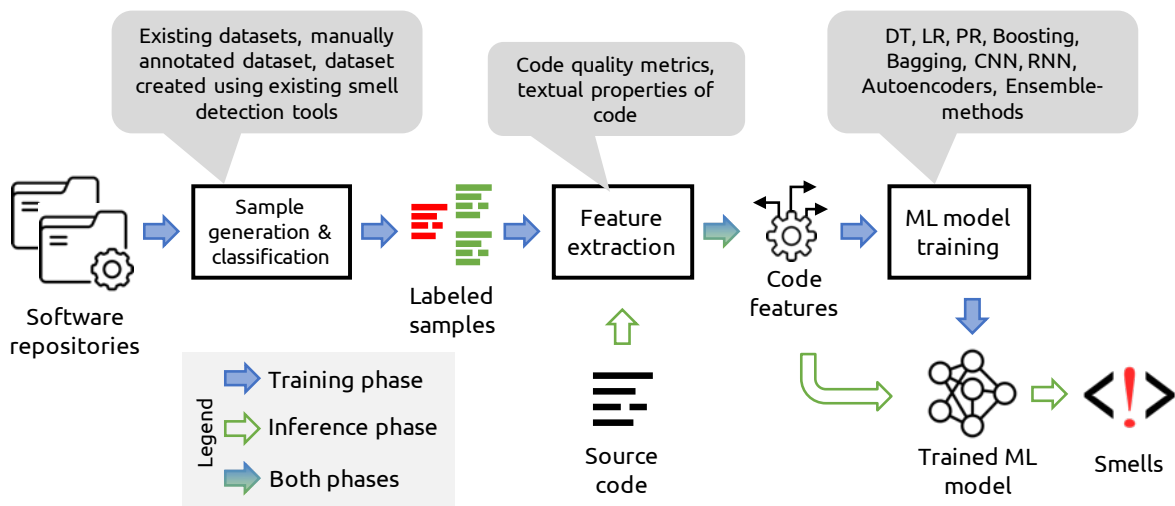 Existing datasets, manually
annotated dataset, dataset
created using existing smell
detection tools
Code quality metrics,
textual properties of
code
DT, LR, PR, Boosting,
Bagging, CNN, RNN,
Autoencoders, Ensemble-
methods
Software
repositories
Sample
generation &
classification
Labeled
samples
Feature
extraction
Code
features
ML model
training
Legend
Training phase
Inference phase
Both phases
Source
code
Trained ML
model
Smells